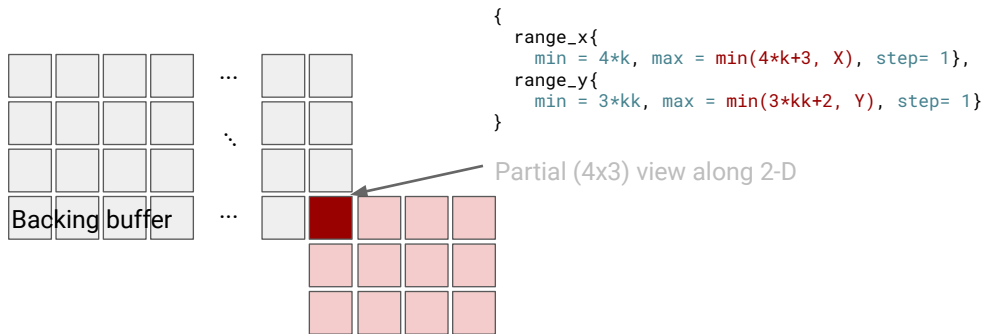 {
range_x{
min = 4*k, max = min(4*k+3, X), step= 1},
range_y{
min = 3*kk, max = min(3*kk+2, Y), step= 1}
}
...
⋱
Partial (4x3) view along 2-D
Backing buffer ...